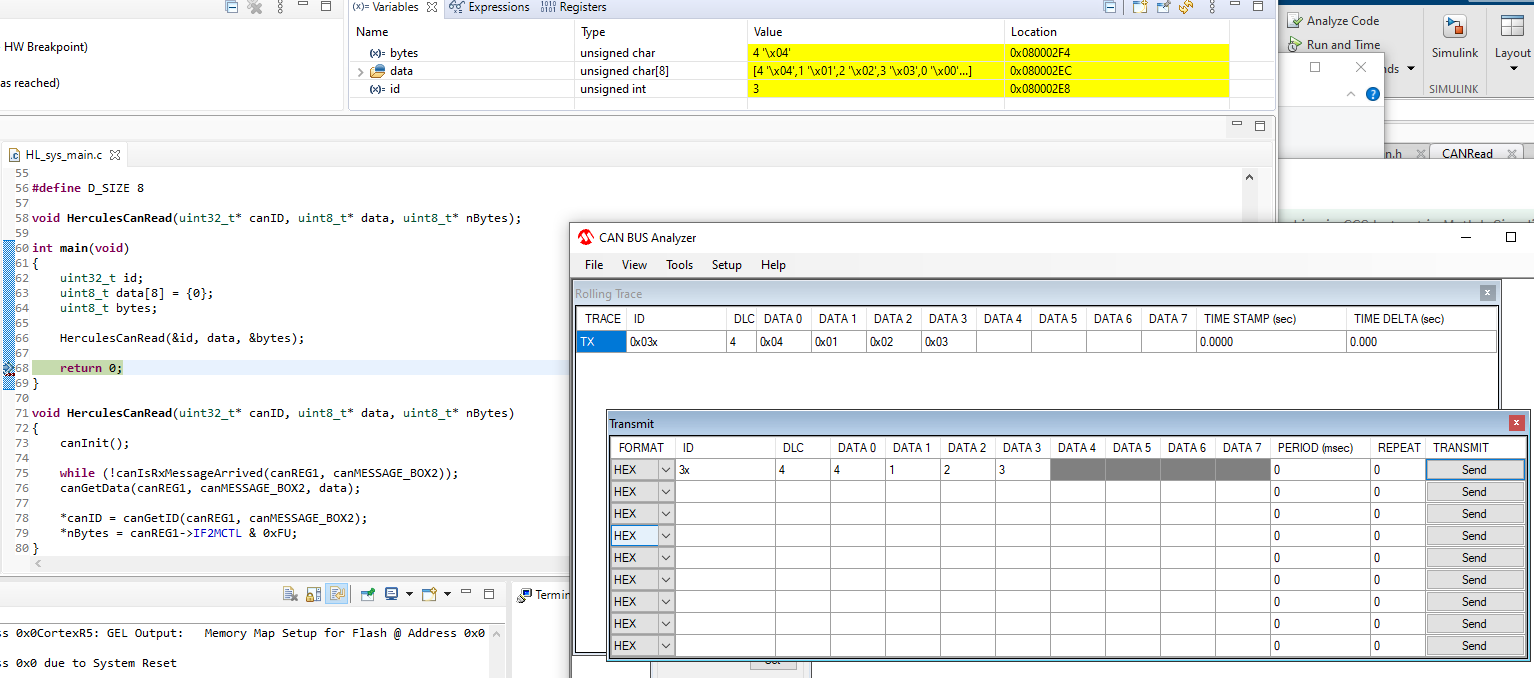 (x)= Variables Expressions 1010 0101 Registers
HW Breakpoint)
as reached)
Name Type Value Location
(x)= bytes unsigned char 4 '\x04' 0x080002F4
data unsigned char[8] [4 '\x04',1 '\x01',2 '\x02',3 '\x03',0 '\x00'...] 0x080002EC
(x)= id unsigned int 3 0x080002E8
Analyze Code
Run and Time
nds
Simulink
Layout
SIMULINK
n.h CANRead
HL_sys_main.c
55
56 #define D_SIZE 8
57
58 void HerculesCanRead(uint32_t* canID, uint8_t* data, uint8_t* nBytes);
59
60 int main(void)
61 {
62 uint32_t id;
63 uint8_t data[8] = {0};
64 uint8_t bytes;
65
66 HerculesCanRead(&id, data, &bytes);
67
68 return 0;
69 }
70
71 void HerculesCanRead(uint32_t* canID, uint8_t* data, uint8_t* nBytes)
72 {
73 canInit();
74
75 while (!canIsRxMessageArrived(canREG1, canMESSAGE_BOX2));
76 canGetData(canREG1, canMESSAGE_BOX2, data);
77
78 *canID = canGetID(canREG1, canMESSAGE_BOX2);
79 *nBytes = canREG1->IF2MCTL & 0xFU;
80 }
CAN BUS Analyzer
File View Tools Setup Help
Rolling Trace
TRACE ID DLC DATA 0 DATA 1 DATA 2 DATA 3 DATA 4 DATA 5 DATA 6 DATA 7 TIME STAMP (sec) TIME DELTA (sec)
TX 0x03x 4 0x04 0x01 0x02 0x03 0.0000 0.000
Transmit
FORMAT ID DLC DATA 0 DATA 1 DATA 2 DATA 3 DATA 4 DATA 5 DATA 6 DATA 7 PERIOD (msec) REPEAT TRANSMIT
HEX 3x 4 4 1 2 3 0 0 Send
HEX 0 0 Send
HEX 0 0 Send
HEX 0 0 Send
HEX 0 0 Send
HEX 0 0 Send
HEX 0 0 Send
HEX 0 0 Send
HEX 0 0 Send
Termin
ss 0x0CortexR5: GEL Output: Memory Map Setup for Flash @ Address 0x0
ss 0x0 due to System Reset